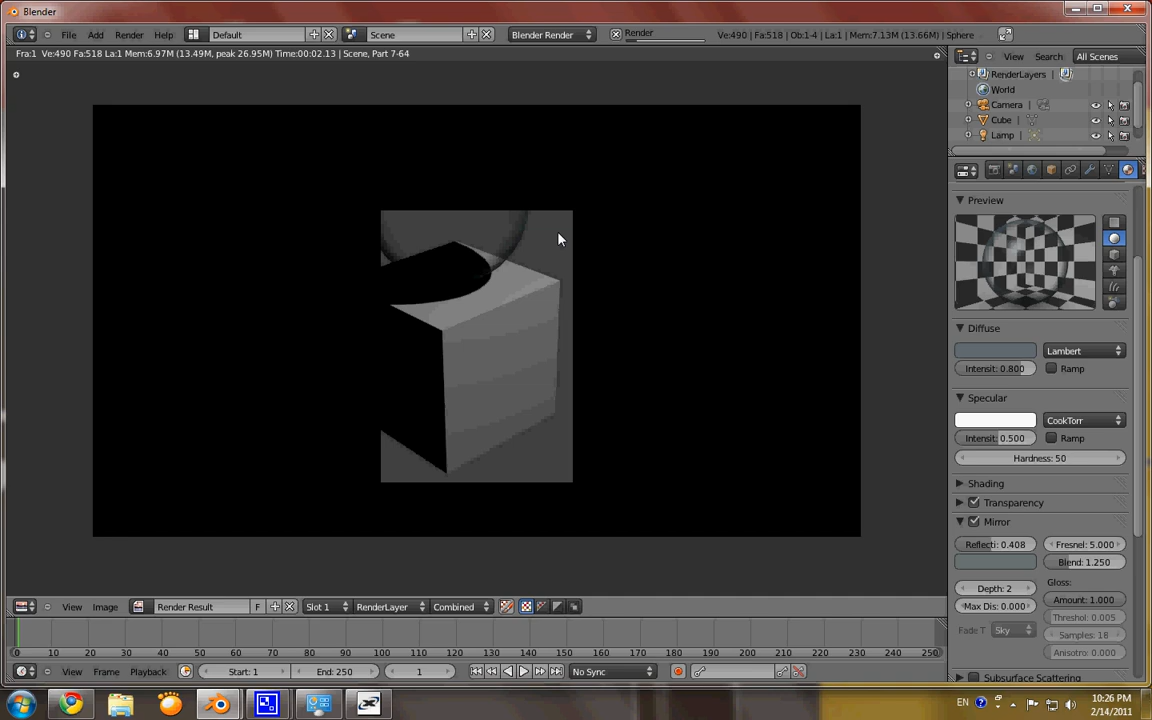 Blender
File Add Render Help Default Scene Blender Render Render Ve:490 | Fa:518 | Ob:1-4 | La:1 | Mem:7.13M (13.66M) | Sphere
Fra:1 Ve:490 Fa:518 La:1 Mem:6.97M (13.49M, peak 26.95M) Time:00:02.13 | Scene, Part 7-64
View Search All Scenes
RenderLayers
World
Camera
Cube
Lamp
Preview
Diffuse
Lambert
Intensit: 0.800 Ramp
Specular
CookTorr
Intensit: 0.500 Ramp
Hardness: 50
Shading
Transparency
Mirror
Reflecti: 0.408 Fresnel: 5.000
Blend: 1.250
Depth: 2 Gloss:
Max Dis: 0.000 Amount: 1.000
Threshol: 0.005
Fade T Sky Samples: 18
Anisotro: 0.000
Subsurface Scattering
View Image Render Result F Slot 1 RenderLayer Combined
0 10 20 30 40 50 60 70 80 90 100 110 120 130 140 150 160 170 180 190 200 210 220 230 240 250
View Frame Playback Start: 1 End: 250 1 No Sync
EN 10:26 PM
2/14/2011